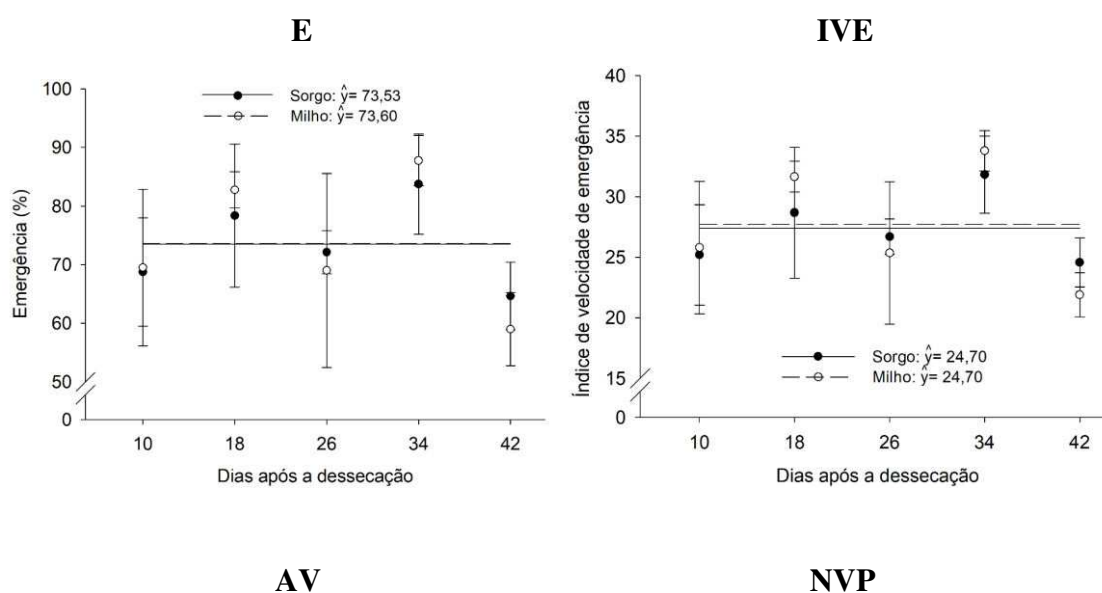 E
IVE
100
90
80
70
60
50
0
Emergência (%)
Sorgo: ŷ= 73,53
Milho: ŷ= 73,60
10 18 26 34 42
Dias após a dessecação
40
35
30
25
20
15
0
Índice de velocidade de emergência
Sorgo: ŷ= 24,70
Milho: ŷ= 24,70
10 18 26 34 42
Dias após a dessecação
AV
NVP